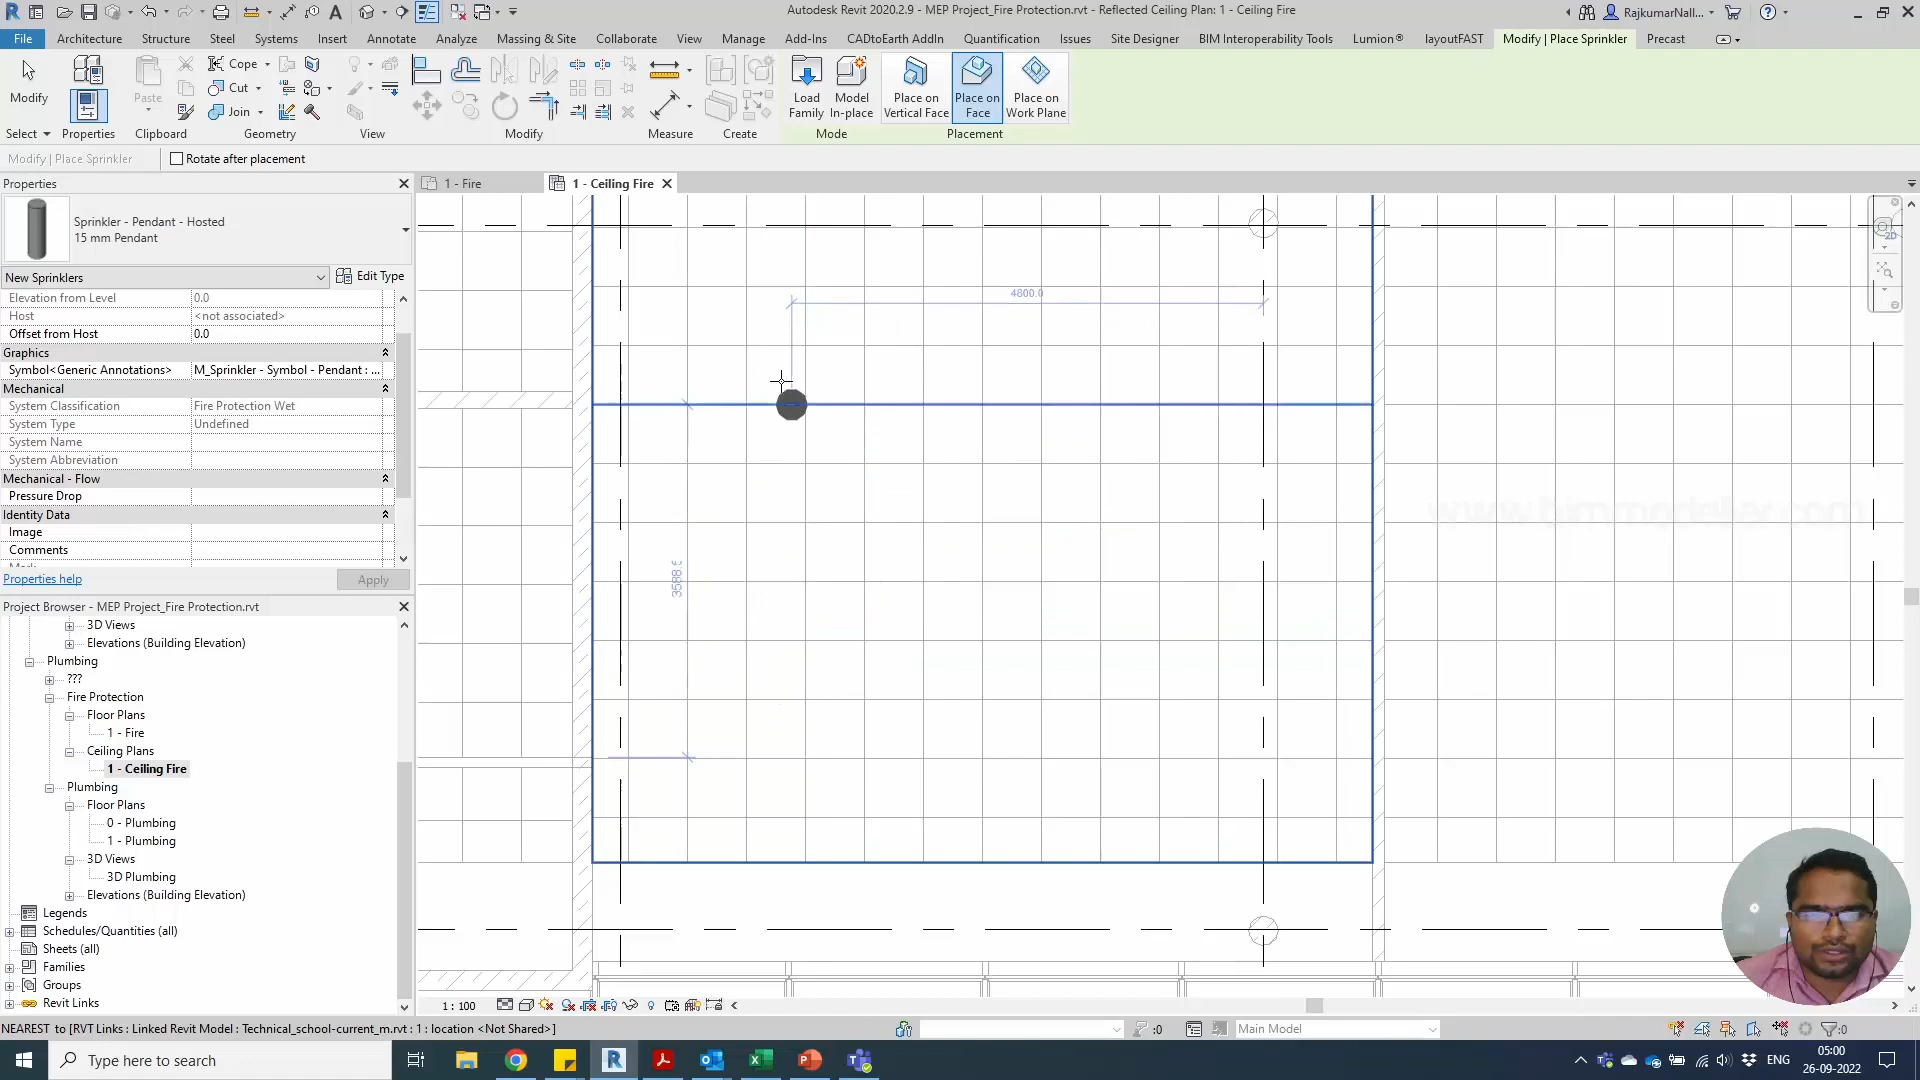 Autodesk Revit 2020.2.9 - MEP Project_Fire Protection.rvt - Reflected Ceiling Plan: 1 - Ceiling Fire
RajkumarNall...
File Architecture Structure Steel Systems Insert Annotate Analyze Massing & Site Collaborate View Manage Add-Ins CADtoEarth AddIn Quantification Issues Site Designer BIM Interoperability Tools Lumion® layoutFAST Modify | Place Sprinkler Precast
Modify
Paste
Cope
Cut
Join
Load Family
Model In-place
Place on Vertical Face
Place on Face
Place on Work Plane
Select Properties Clipboard Geometry View Modify Measure Create Mode Placement
Modify | Place Sprinkler
Rotate after placement
Properties
1 - Fire
1 - Ceiling Fire
Sprinkler - Pendant - Hosted
15 mm Pendant
New Sprinklers
Edit Type
Elevation from Level 0.0
Host <not associated>
Offset from Host 0.0
Graphics
Symbol<Generic Annotations> M_Sprinkler - Symbol - Pendant : ...
Mechanical
System Classification Fire Protection Wet
System Type Undefined
System Name
System Abbreviation
Mechanical - Flow
Pressure Drop
Identity Data
Image
Comments
Properties help
Apply
4800.0
2D
www.bimmodeller.com
Project Browser - MEP Project_Fire Protection.rvt
3D Views
Elevations (Building Elevation)
Plumbing
???
Fire Protection
Floor Plans
1 - Fire
Ceiling Plans
1 - Ceiling Fire
Plumbing
Floor Plans
0 - Plumbing
1 - Plumbing
3D Views
3D Plumbing
Elevations (Building Elevation)
Legends
Schedules/Quantities (all)
Sheets (all)
Families
Groups
Revit Links
1 : 100
NEAREST to [RVT Links : Linked Revit Model : Technical_school-current_m.rvt : 1 : location <Not Shared>]
:0
Main Model
:0
Type here to search
ENG
05:00
26-09-2022